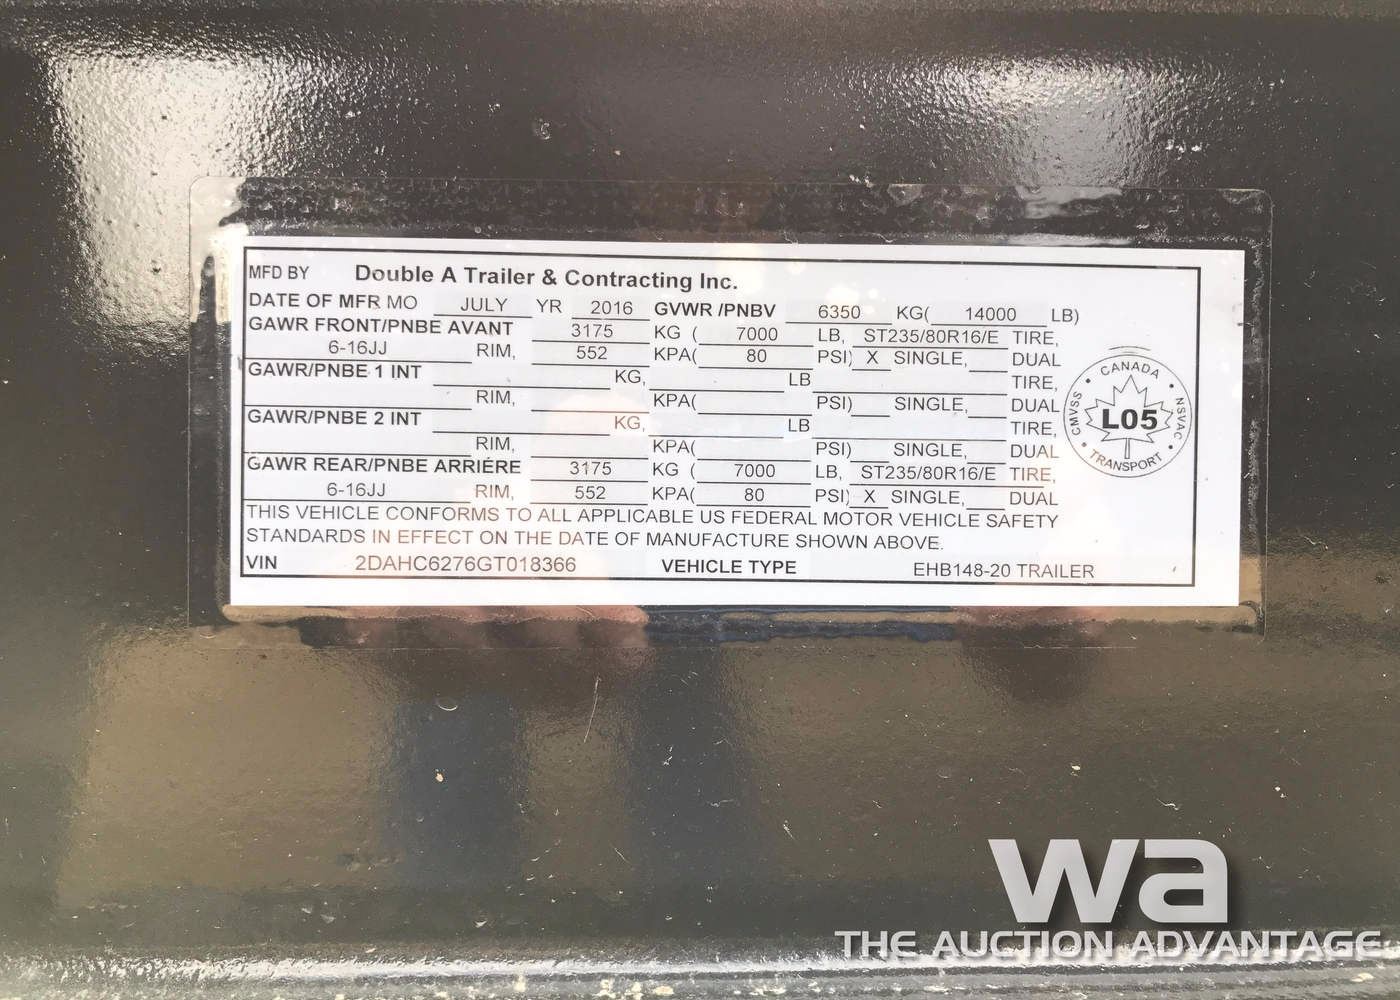 MFD BY Double A Trailer & Contracting Inc.
DATE OF MFR MO JULY YR 2016 GVWR /PNBV 6350 KG( 14000 LB)
GAWR FRONT/PNBE AVANT 3175 KG ( 7000 LB, ST235/80R16/E TIRE,
6-16JJ RIM, 552 KPA( 80 PSI) X SINGLE, DUAL
GAWR/PNBE 1 INT KG, LB TIRE,
RIM, KPA( PSI) SINGLE, DUAL
GAWR/PNBE 2 INT KG, LB TIRE,
RIM, KPA( PSI) SINGLE, DUAL
GAWR REAR/PNBE ARRIÉRE 3175 KG ( 7000 LB, ST235/80R16/E TIRE,
6-16JJ RIM, 552 KPA( 80 PSI) X SINGLE, DUAL
THIS VEHICLE CONFORMS TO ALL APPLICABLE US FEDERAL MOTOR VEHICLE SAFETY
STANDARDS IN EFFECT ON THE DATE OF MANUFACTURE SHOWN ABOVE.
VIN 2DAHC6276GT018366 VEHICLE TYPE EHB148-20 TRAILER
CANADA
CMVSS L05 NSVAC
TRANSPORT
wa
THE AUCTION ADVANTAGE